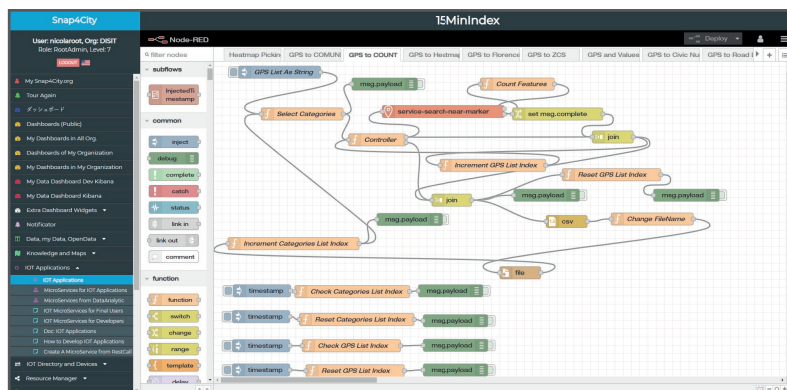 Snap4City
15MinIndex
User: nicolaroot, Org: DISIT
Role: RootAdmin, Level: 7
LOGOUT
My Snap4City.org
Tour Again
ダッシュボード
Dashboards (Public)
My Dashboards in All Org.
Dashboards of My Organization
My Dashboards in My Organization
My Data Dashboard Dev Kibana
My Data Dashboard Kibana
Extra Dashboard Widgets
Notificator
Data, my Data, OpenData
Knowledge and Maps
IOT Applications
IOT Applications
MicroServices for IOT Applications
MicroServices from DataAnalytic
IOT MicroServices for Final Users
IOT MicroServices for Developers
Doc: IOT Applications
How to Develop IOT Applications
Create A MicroService from RestCall
IOT Directory and Devices
Resource Manager
Node-RED
Deploy
filter nodes
subflows
InjectedTi
mestamp
common
inject
debug
complete
catch
status
link in
link out
comment
function
function
switch
change
range
template
delay
Heatmap Pickin
GPS to COMUN
GPS to COUNT
GPS to Heatmap
GPS to Florence
GPS to ZCS
GPS and Values
GPS to Civic Nu
GPS to Road
GPS List As String
msg.payload
Count Features
Select Categories
service-search-near-marker
set msg.complete
Controller
join
Increment GPS List Index
Reset GPS List Index
join
msg.payload
msg.payload
msg.payload
csv
Change FileName
Increment Categories List Index
file
timestamp
Check Categories List Index
msg.payload
timestamp
Reset Categories List Index
msg.payload
timestamp
Check GPS List Index
msg.payload
timestamp
Reset GPS List Index
msg.payload